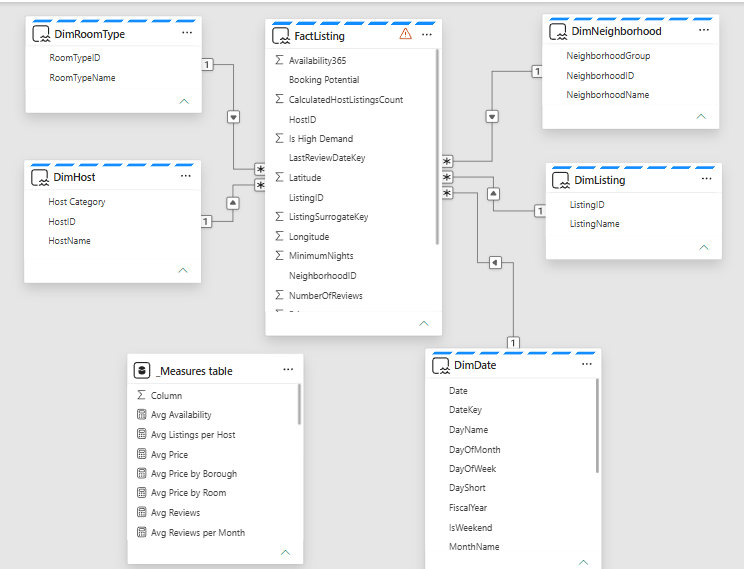 DimRoomType
RoomTypeID
RoomTypeName
FactListing
Availability365
Booking Potential
CalculatedHostListingsCount
HostID
Is High Demand
LastReviewDateKey
Latitude
ListingID
ListingSurrogateKey
Longitude
MinimumNights
NeighborhoodID
NumberOfReviews
DimNeighborhood
NeighborhoodGroup
NeighborhoodID
NeighborhoodName
DimHost
Host Category
HostID
HostName
DimListing
ListingID
ListingName
1
1
1
1
1
_Measures table
Column
Avg Availability
Avg Listings per Host
Avg Price
Avg Price by Borough
Avg Price by Room
Avg Reviews
Avg Reviews per Month
DimDate
Date
DateKey
DayName
DayOfMonth
DayOfWeek
DayShort
FiscalYear
IsWeekend
MonthName